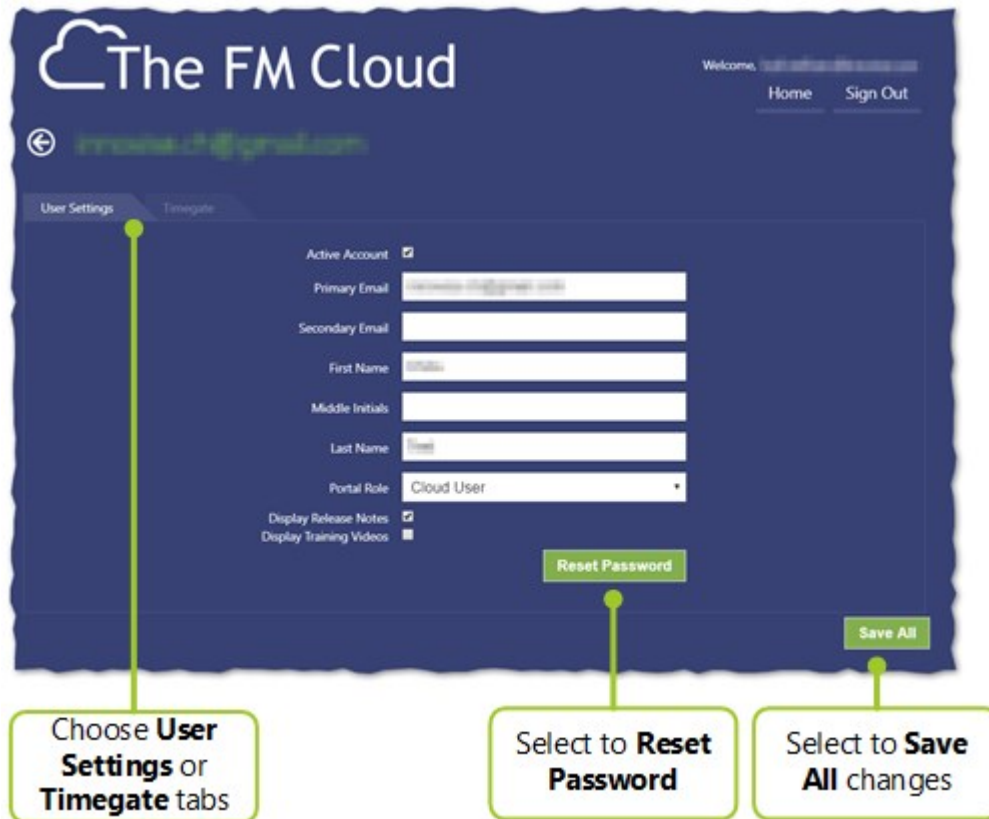 The FM Cloud
Welcome,
Home Sign Out
User Settings Timegate
Active Account
Primary Email
Secondary Email
First Name
Middle Initials
Last Name
Portal Role Cloud User
Display Release Notes
Display Training Videos
Reset Password
Save All
Choose User
Settings or
Timegate tabs
Select to Reset
Password
Select to Save
All changes